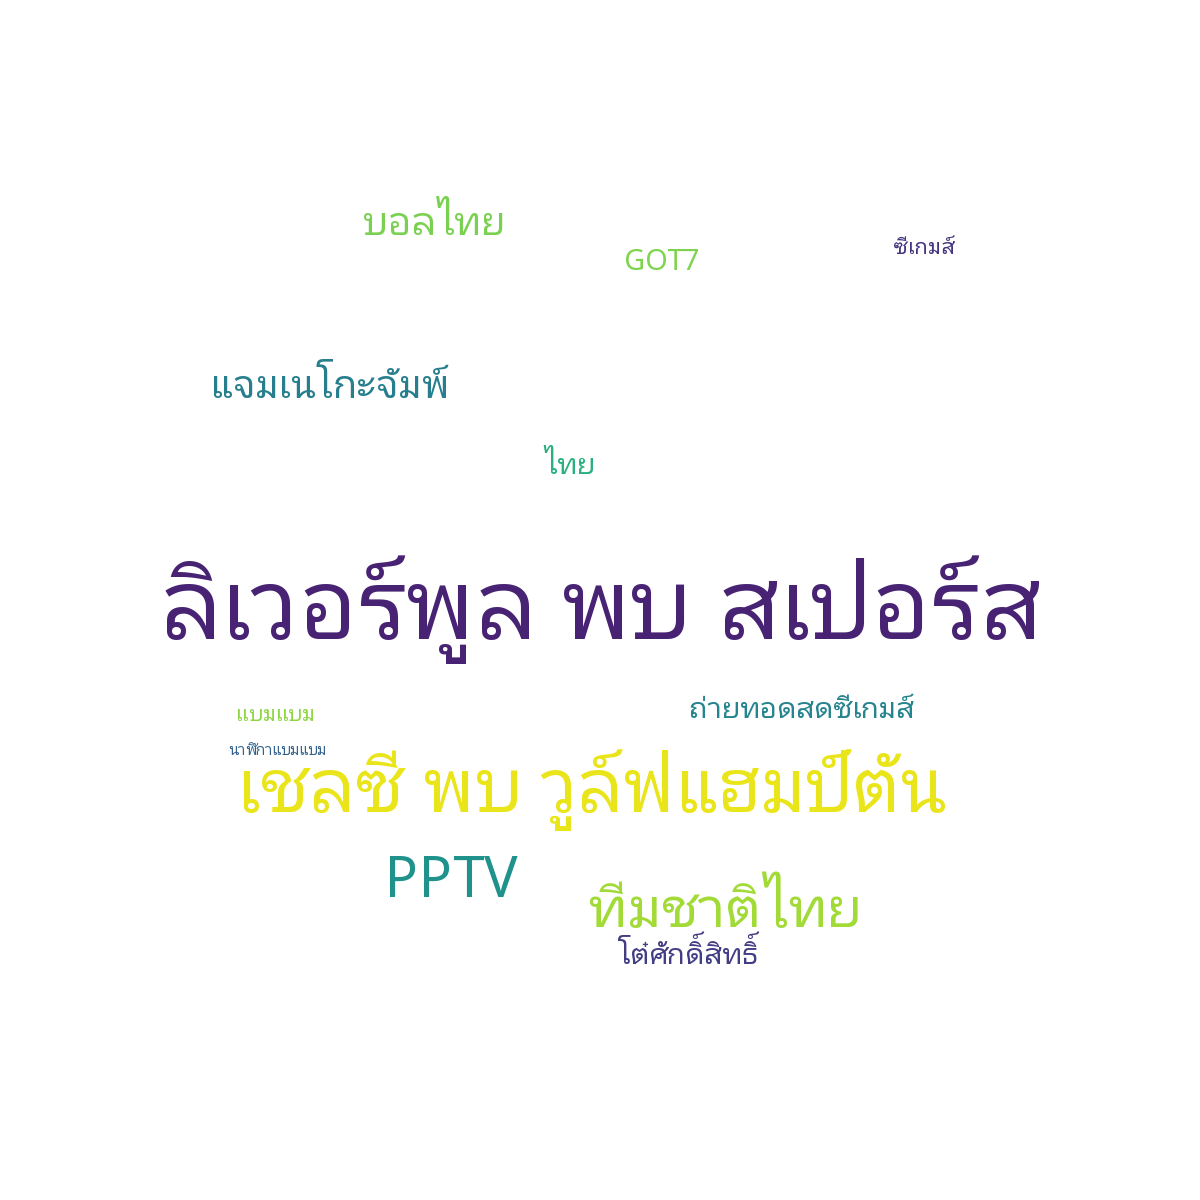 บอลไทย
GOT7
ซีเกมส์
แจมเนโกะจัมพ์
ไทย
ลิเวอร์พูล พบ สเปอร์ส
ถ่ายทอดสดซีเกมส์
แบมแบม
นาฬิกาแบมแบม
เชลซี พบ วูล์ฟแฮมป์ตัน
PPTV
ทีมชาติไทย
โต๋ศักดิ์สิทธิ์